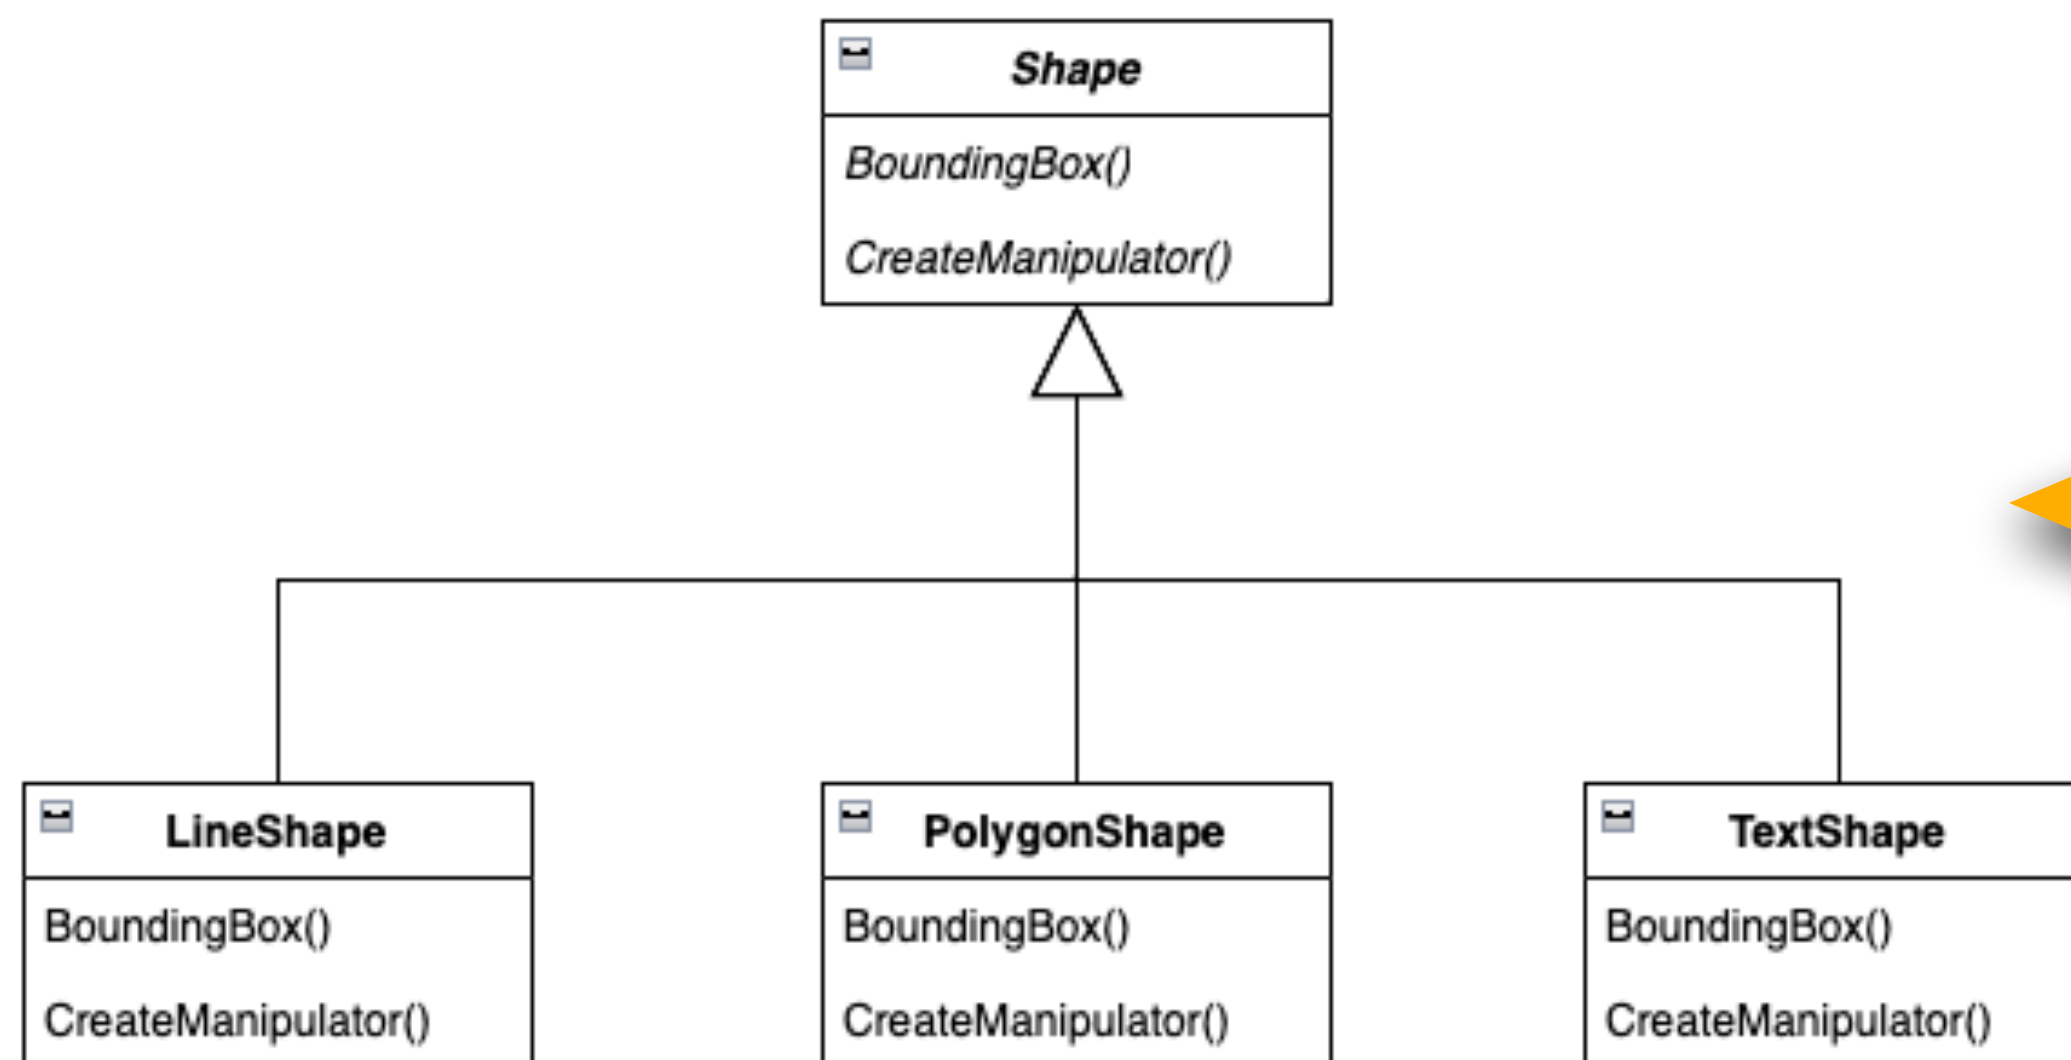 Shape
BoundingBox()
CreateManipulator()
LineShape
BoundingBox()
CreateManipulator()
PolygonShape
BoundingBox()
CreateManipulator()
TextShape
BoundingBox()
CreateManipulator()